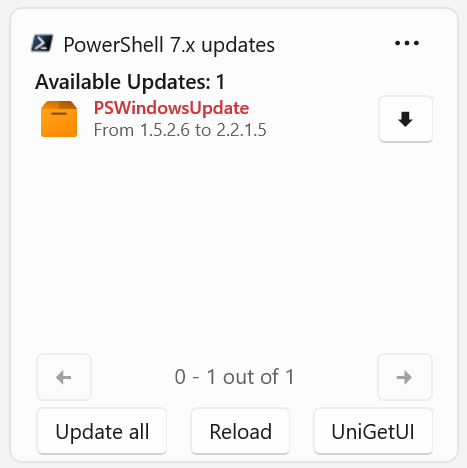 PowerShell 7.x updates
Available Updates: 1
PSWindowsUpdate
From 1.5.2.6 to 2.2.1.5
0 - 1 out of 1
Update all
Reload
UniGetUI